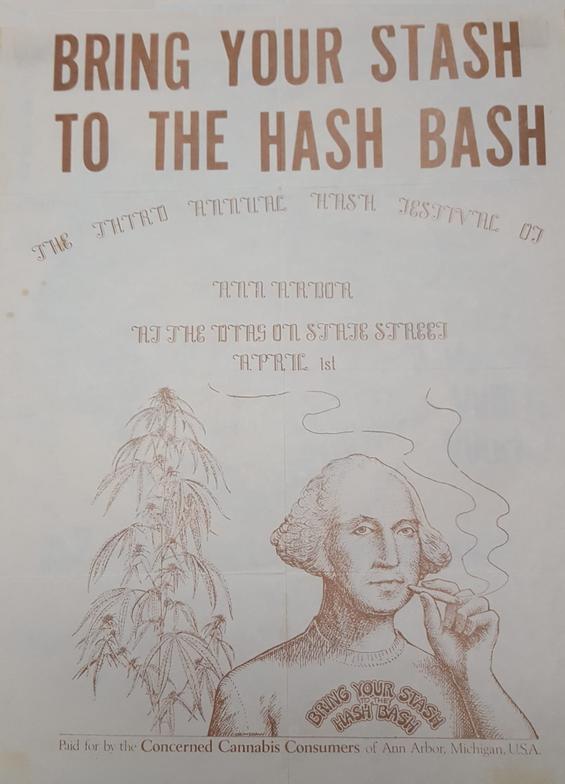 BRING YOUR STASH
TO THE HASH BASH
THE THIRD ANNUAL HASH FESTIVAL OF
ANN ARBOR
AT THE DIAG ON STATE STREET
APRIL 1st
BRING YOUR STASH
TO THE
HASH BASH
Paid for by the Concerned Cannabis Consumers of Ann Arbor, Michigan, U.S.A.